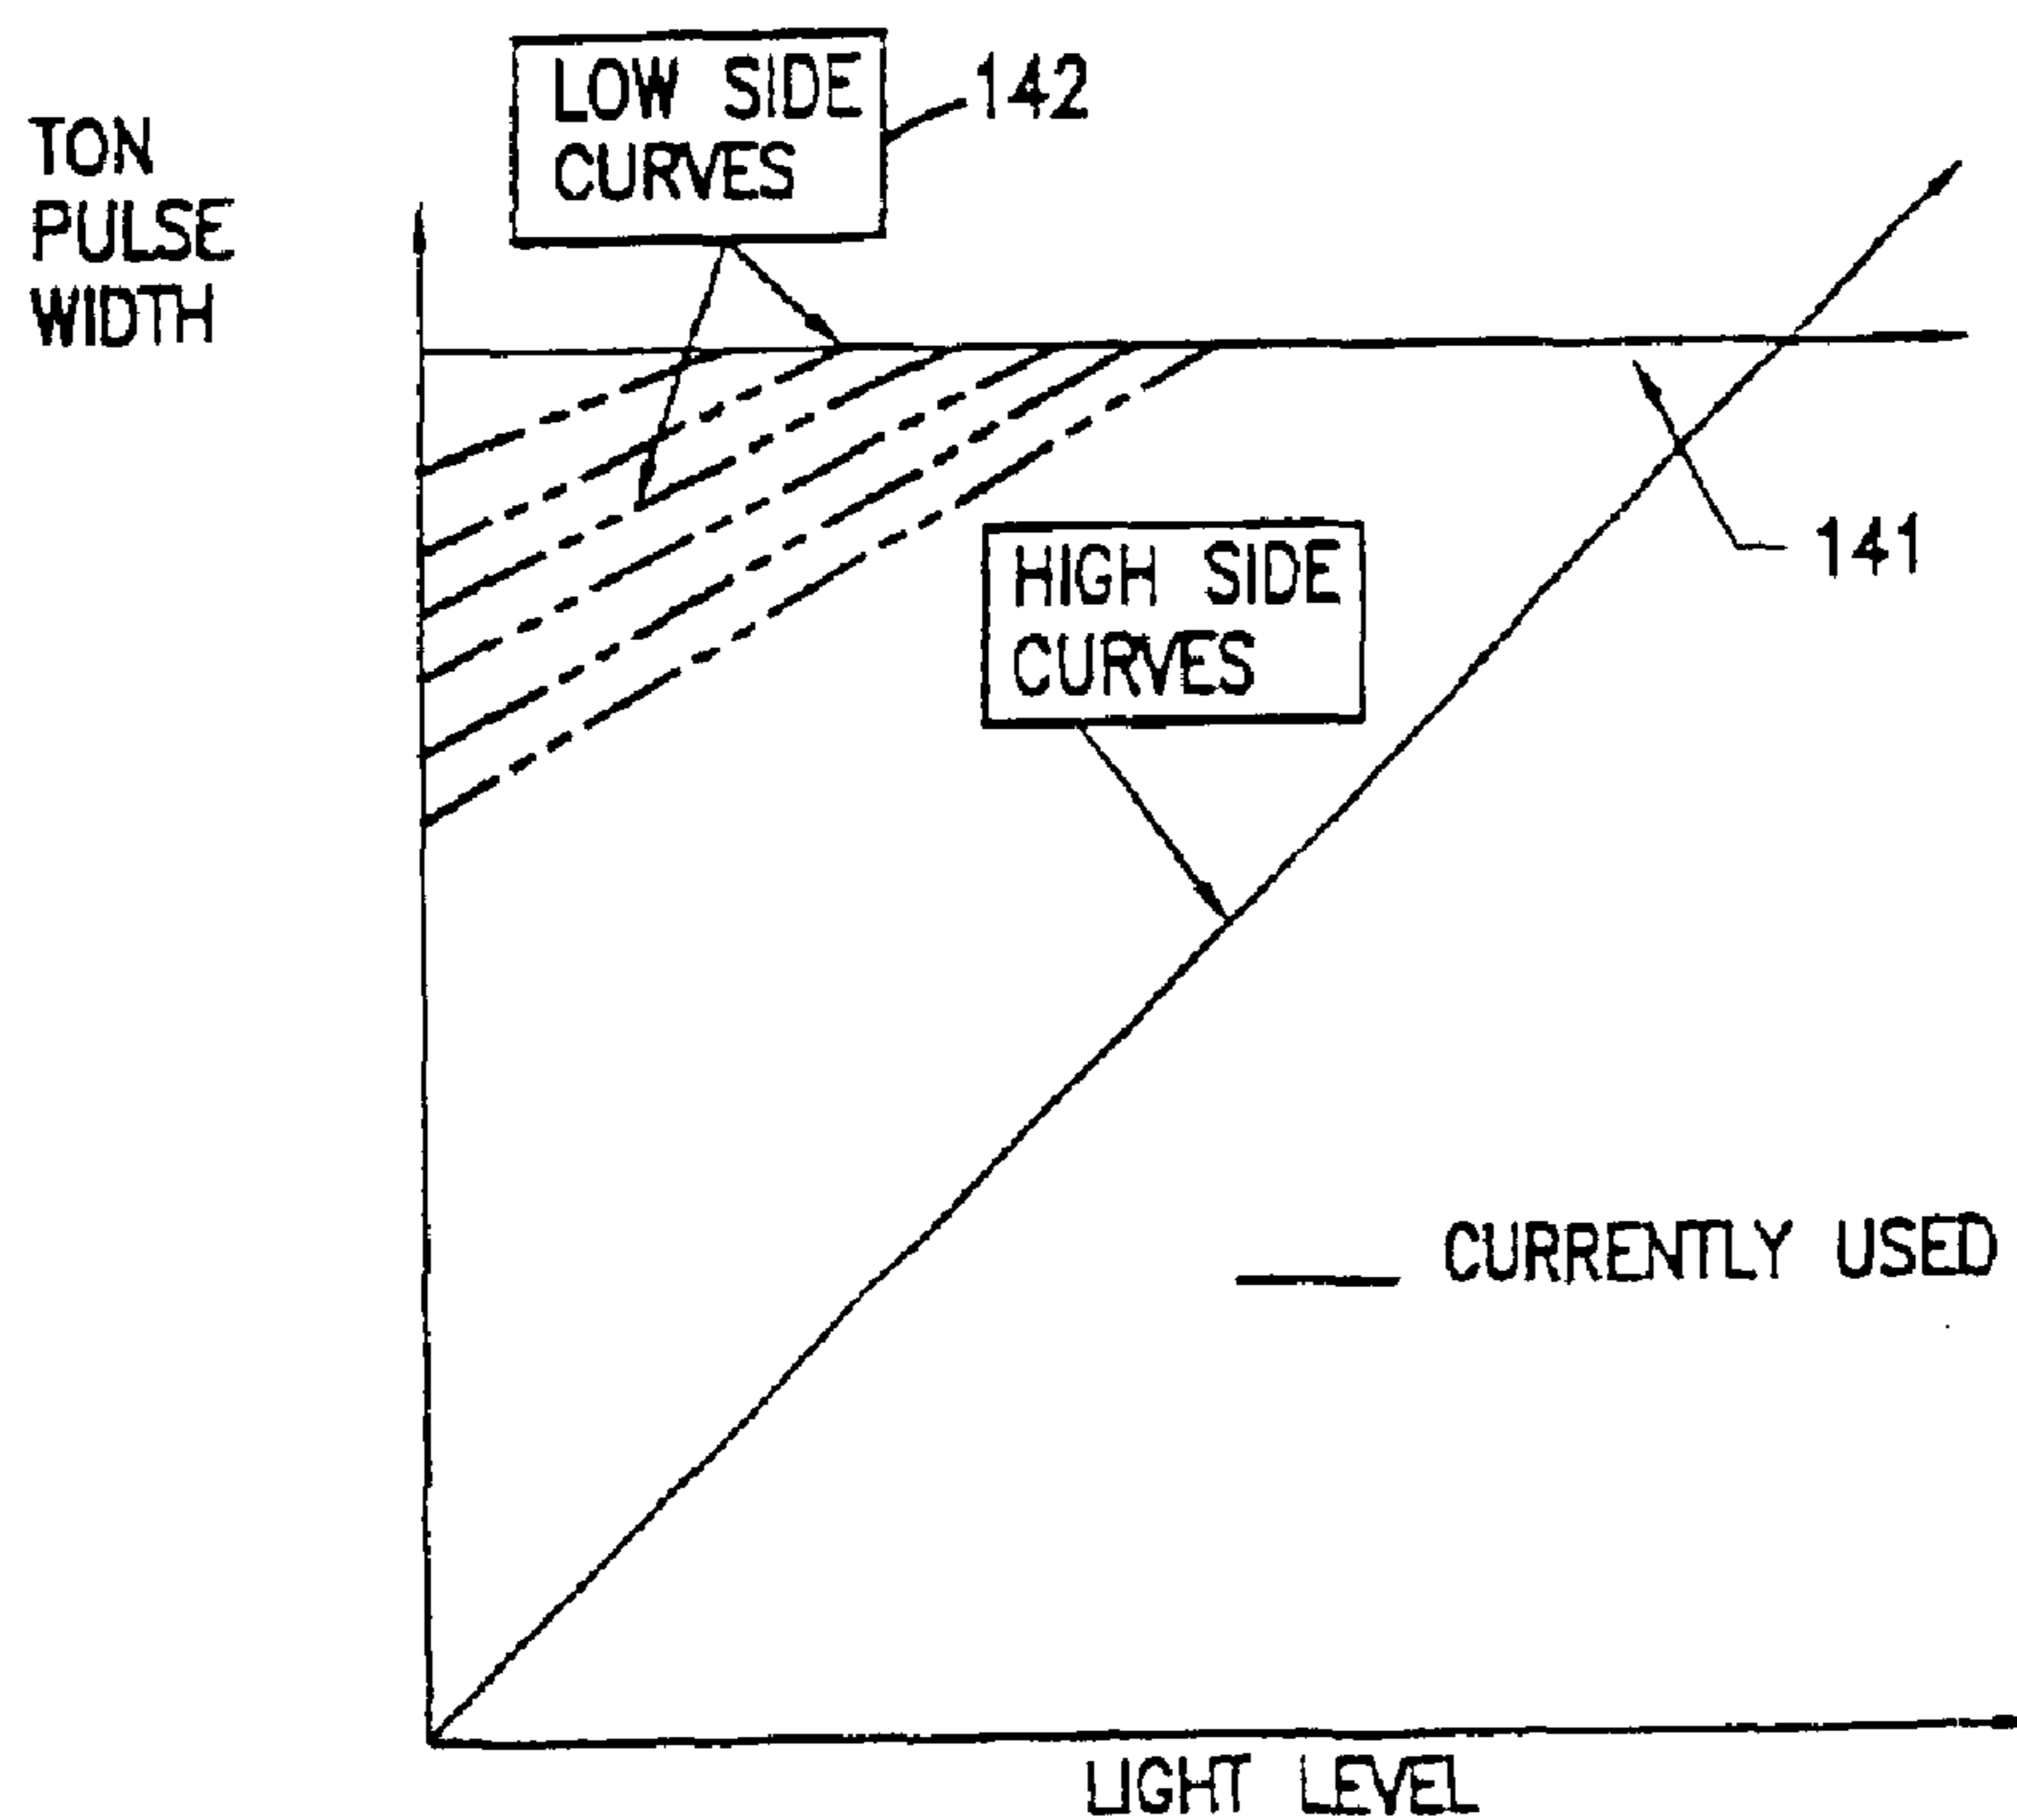 LOW SIDE
CURVES
142
TON
PULSE
WIDTH
HIGH SIDE
CURVES
141
CURRENTLY USED
LIGHT LEVEL